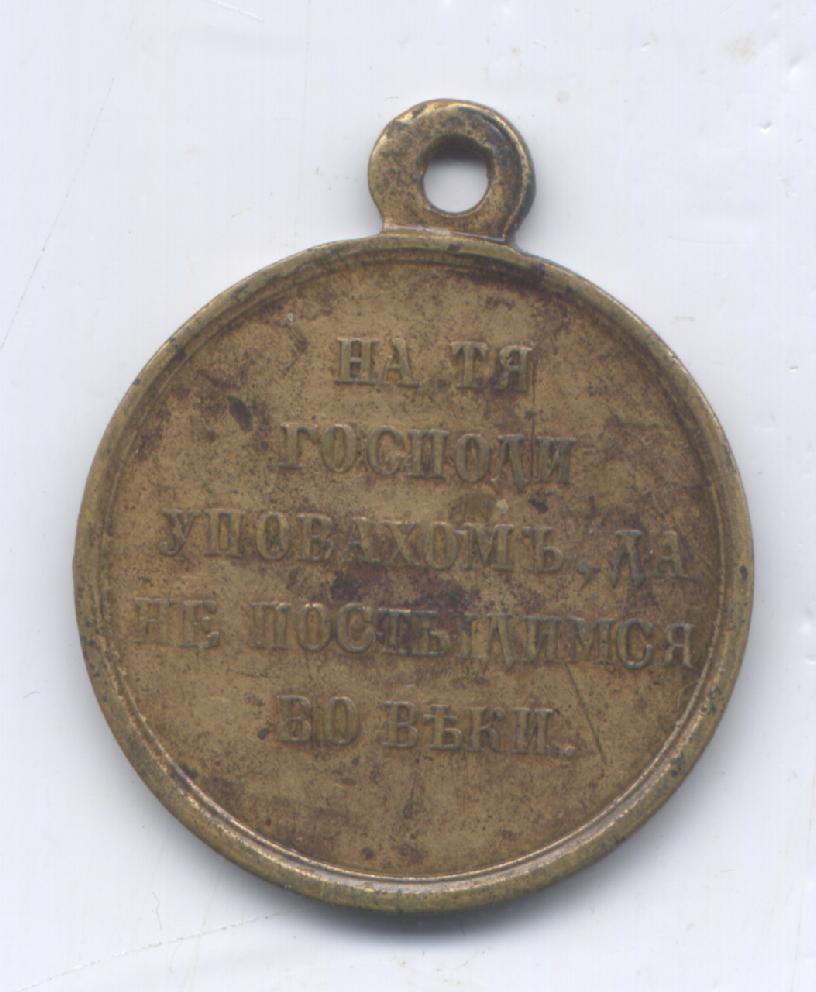 НА ТЯ
ГОСПОДИ
УПОВАХОМЪ, ДА
НЕ ПОСТЫДИМСЯ
ВО ВѢКИ.